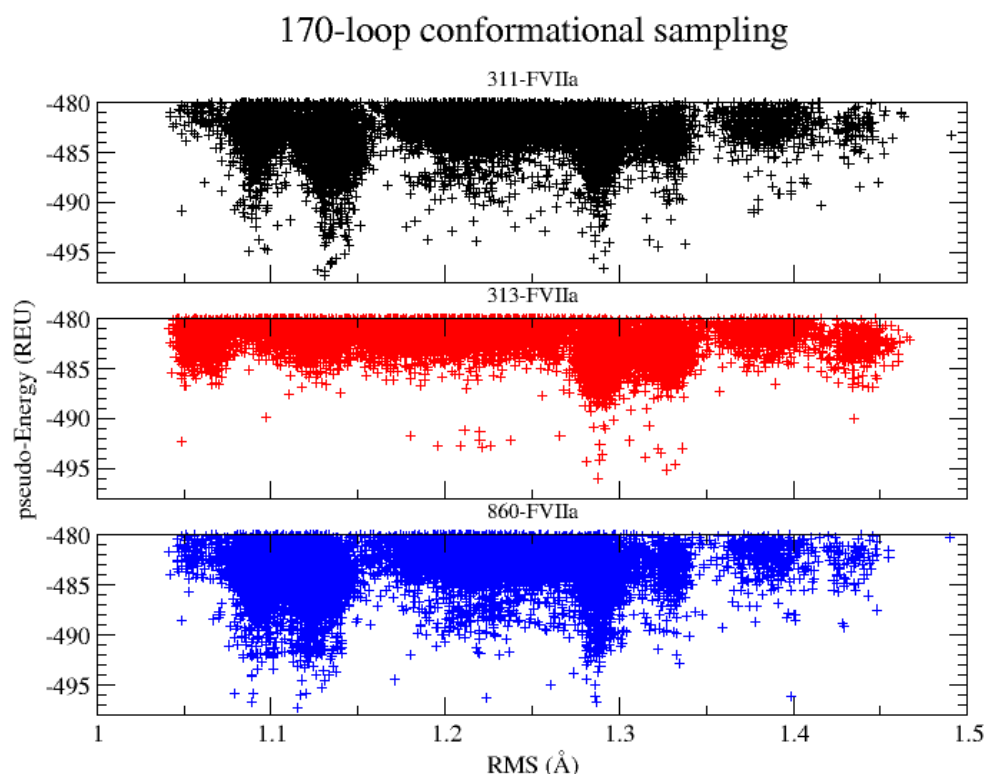 170-loop conformational sampling
311-FVIIa
-480
-485
-490
-495
313-FVIIa
-480
-485
-490
-495
860-FVIIa
-480
-485
-490
-495
1 1.1 1.2 1.3 1.4 1.5
RMS (Å)
pseudo-Energy (REU)